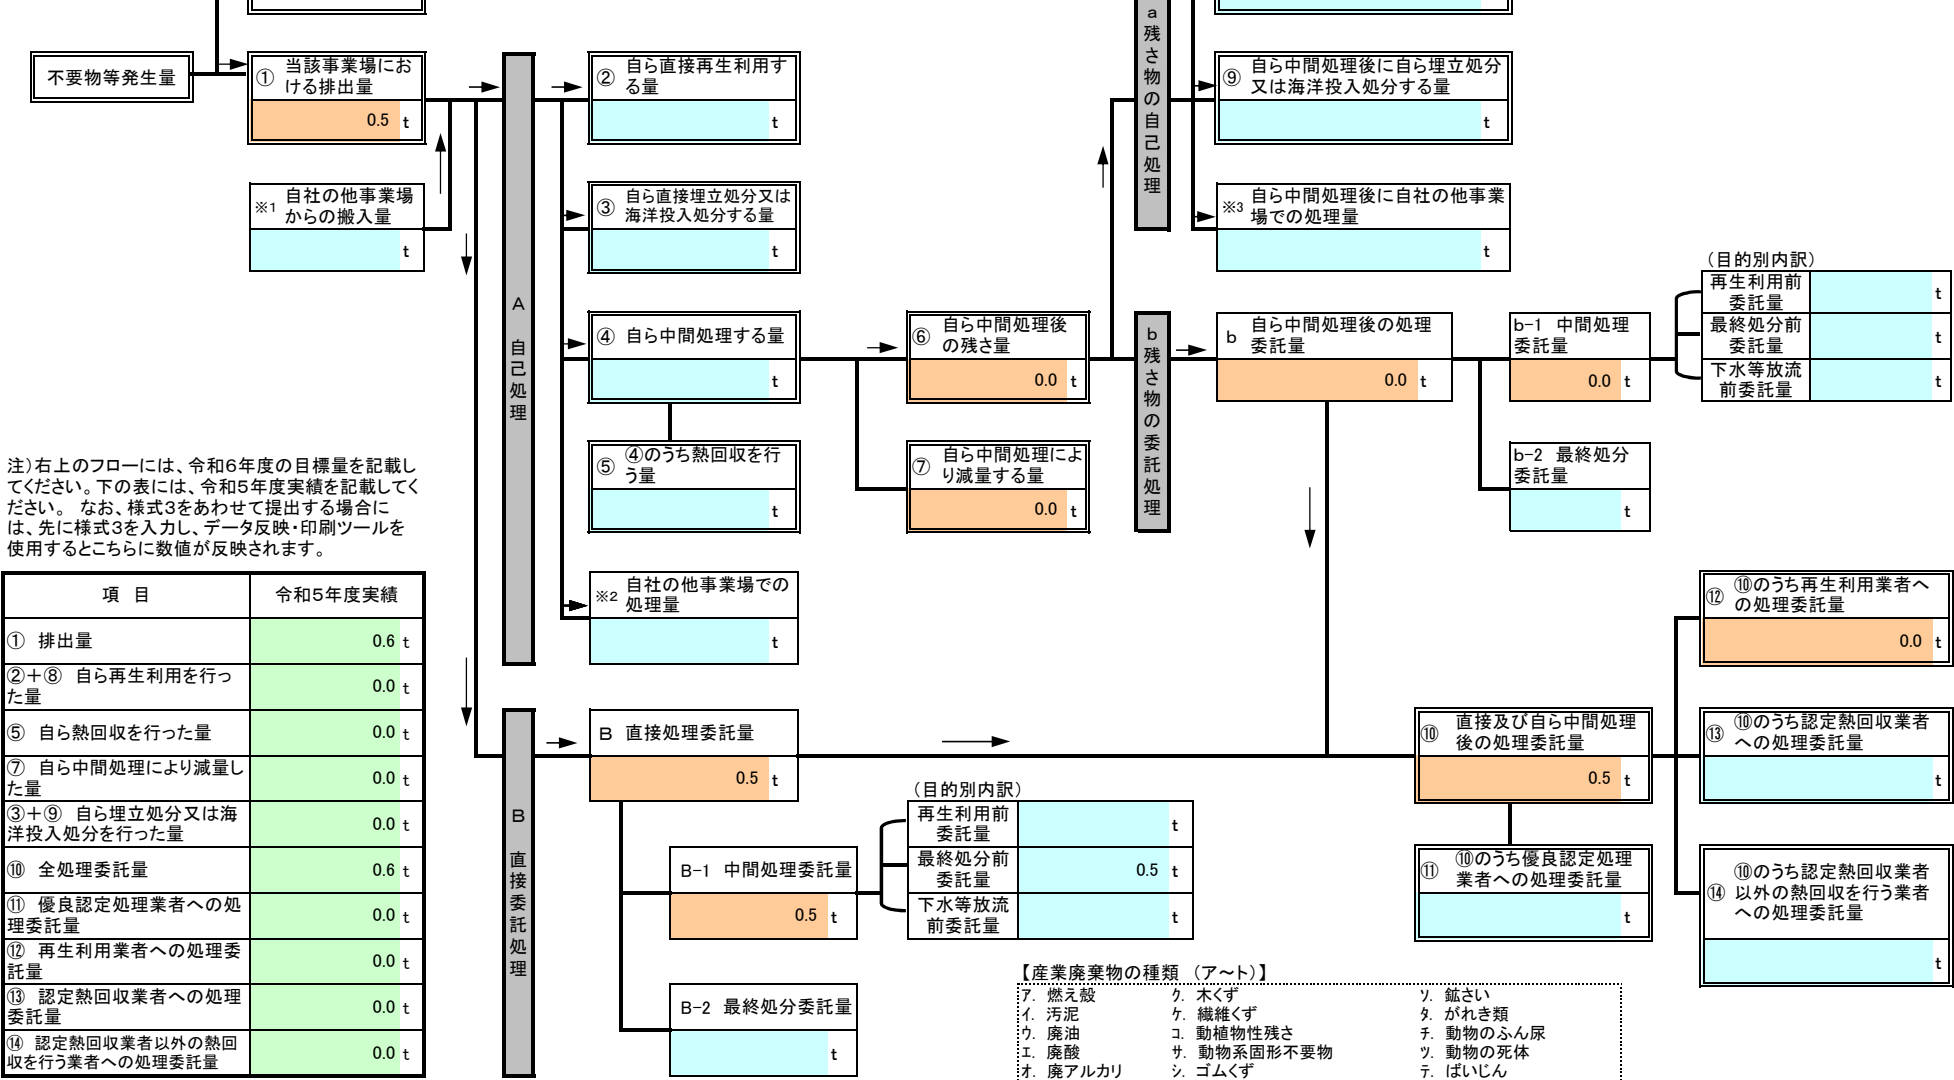 不要物等発生量
① 当該事業場にお
ける排出量
0.5 t
※1 自社の他事業場
からの搬入量
t
A 自己処理
② 自ら直接再生利用す
る量
t
③ 自ら直接埋立処分又は
海洋投入処分する量
t
④ 自ら中間処理する量
t
⑤ ④のうち熱回収を行
う量
t
※2 自社の他事業場での
処理量
t
⑥ 自ら中間処理後
の残さ量
0.0 t
⑦ 自ら中間処理によ
り減量する量
0.0 t
a 残さ物の自己処理
⑨ 自ら中間処理後に自ら埋立処分
又は海洋投入処分する量
t
※3 自ら中間処理後に自社の他事業
場での処理量
t
b 残さ物の委託処理
b 自ら中間処理後の処理
委託量
0.0 t
b-1 中間処理
委託量
0.0 t
b-2 最終処分
委託量
t
(目的別内訳)
再生利用前
委託量
t
最終処分前
委託量
t
下水等放流
前委託量
t
注)右上のフローには、令和6年度の目標量を記載し
てください。下の表には、令和5年度実績を記載してく
ださい。 なお、様式3をあわせて提出する場合に
は、先に様式3を入力し、データ反映・印刷ツールを
使用するとこちらに数値が反映されます。
項 目 令和5年度実績
① 排出量 0.6 t
②+⑧ 自ら再生利用を行っ
た量 0.0 t
⑤ 自ら熱回収を行った量 0.0 t
⑦ 自ら中間処理により減量し
た量 0.0 t
③+⑨ 自ら埋立処分又は海
洋投入処分を行った量 0.0 t
⑩ 全処理委託量 0.6 t
⑪ 優良認定処理業者への処
理委託量 0.0 t
⑫ 再生利用業者への処理委
託量 0.0 t
⑬ 認定熱回収業者への処理
委託量 0.0 t
⑭ 認定熱回収業者以外の熱回
収を行う業者への処理委託量 0.0 t
B 直接委託処理
B 直接処理委託量
0.5 t
B-1 中間処理委託量
0.5 t
B-2 最終処分委託量
t
(目的別内訳)
再生利用前
委託量
t
最終処分前
委託量
0.5 t
下水等放流
前委託量
t
⑩ 直接及び自ら中間処理
後の処理委託量
0.5 t
⑪ ⑩のうち優良認定処理
業者への処理委託量
t
⑫ ⑩のうち再生利用業者へ
の処理委託量
0.0 t
⑬ ⑩のうち認定熱回収業者
への処理委託量
t
⑭ ⑩のうち認定熱回収業者
以外の熱回収を行う業者
への処理委託量
t
【産業廃棄物の種類 (ア~ト)】
ア. 燃え殻 ク. 木くず ソ. 鉱さい
イ. 汚泥 ケ. 繊維くず タ. がれき類
ウ. 廃油 コ. 動植物性残さ チ. 動物のふん尿
エ. 廃酸 サ. 動物系固形不要物 ツ. 動物の死体
オ. 廃アルカリ シ. ゴムくず テ. ばいじん